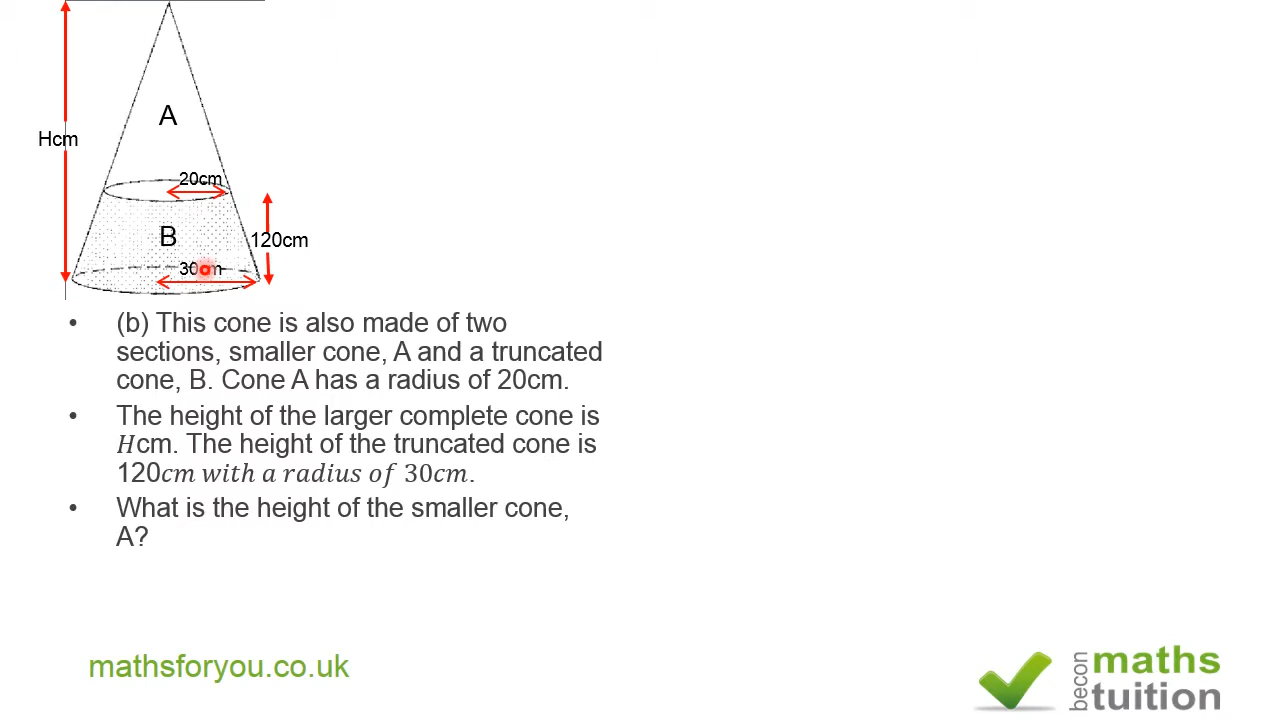 A
Hcm
20cm
B
120cm
30cm
• (b) This cone is also made of two
sections, smaller cone, A and a truncated
cone, B. Cone A has a radius of 20cm.
• The height of the larger complete cone is
𝐻cm. The height of the truncated cone is
120𝑐𝑚 𝑤𝑖𝑡ℎ 𝑎 𝑟𝑎𝑑𝑖𝑢𝑠 𝑜𝑓 30𝑐𝑚.
• What is the height of the smaller cone,
A?
mathsforyou.co.uk
becon
maths
tuition